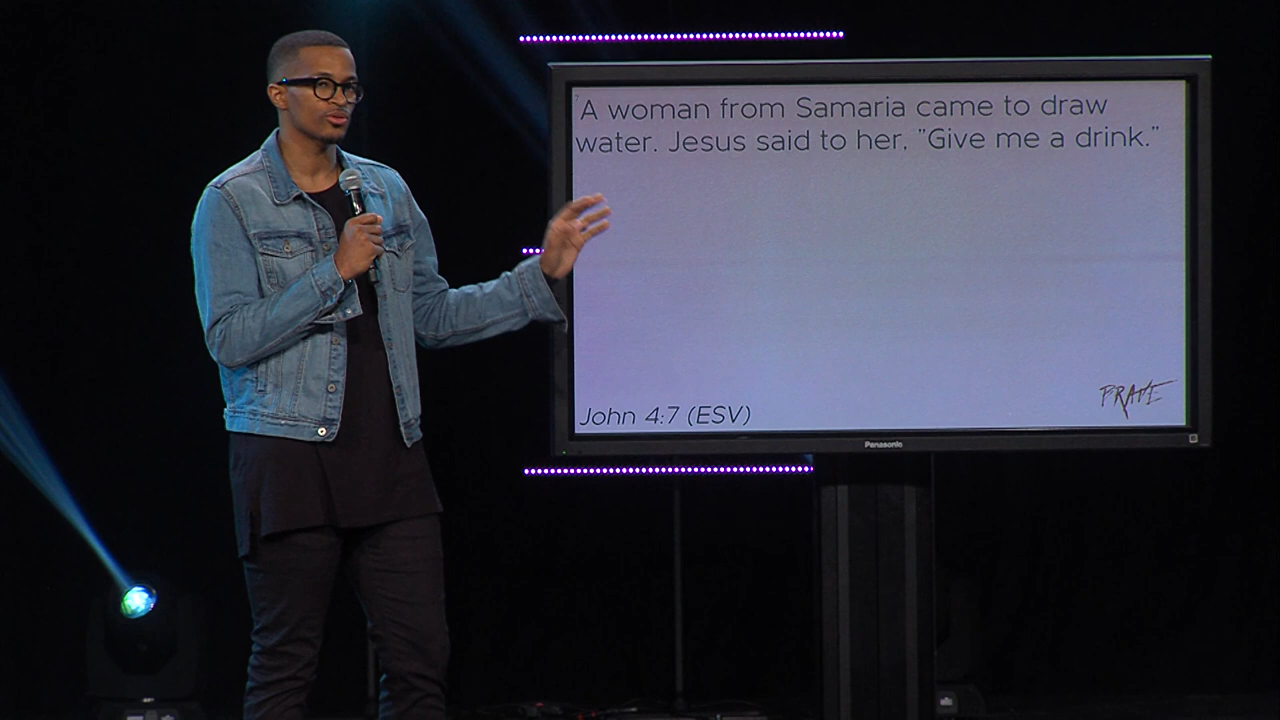 7 A woman from Samaria came to draw
water. Jesus said to her, "Give me a drink."
John 4:7 (ESV)
Panasonic